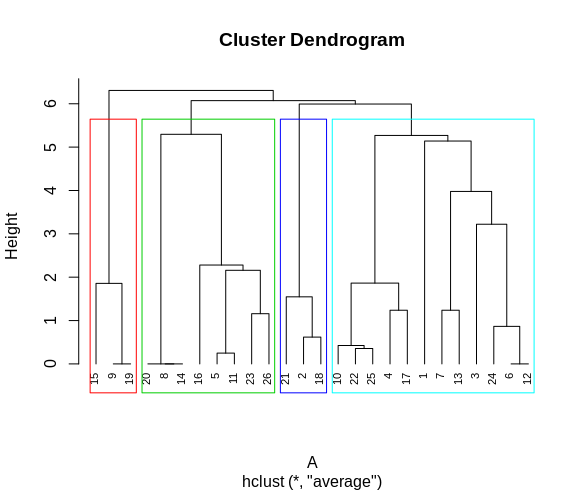 Cluster Dendrogram
Height
0 1 2 3 4 5 6
15 9 19 20 8 14 16 5 11 23 26 21 2 18 10 22 25 4 17 1 7 13 3 24 6 12
A
hclust (*, "average")